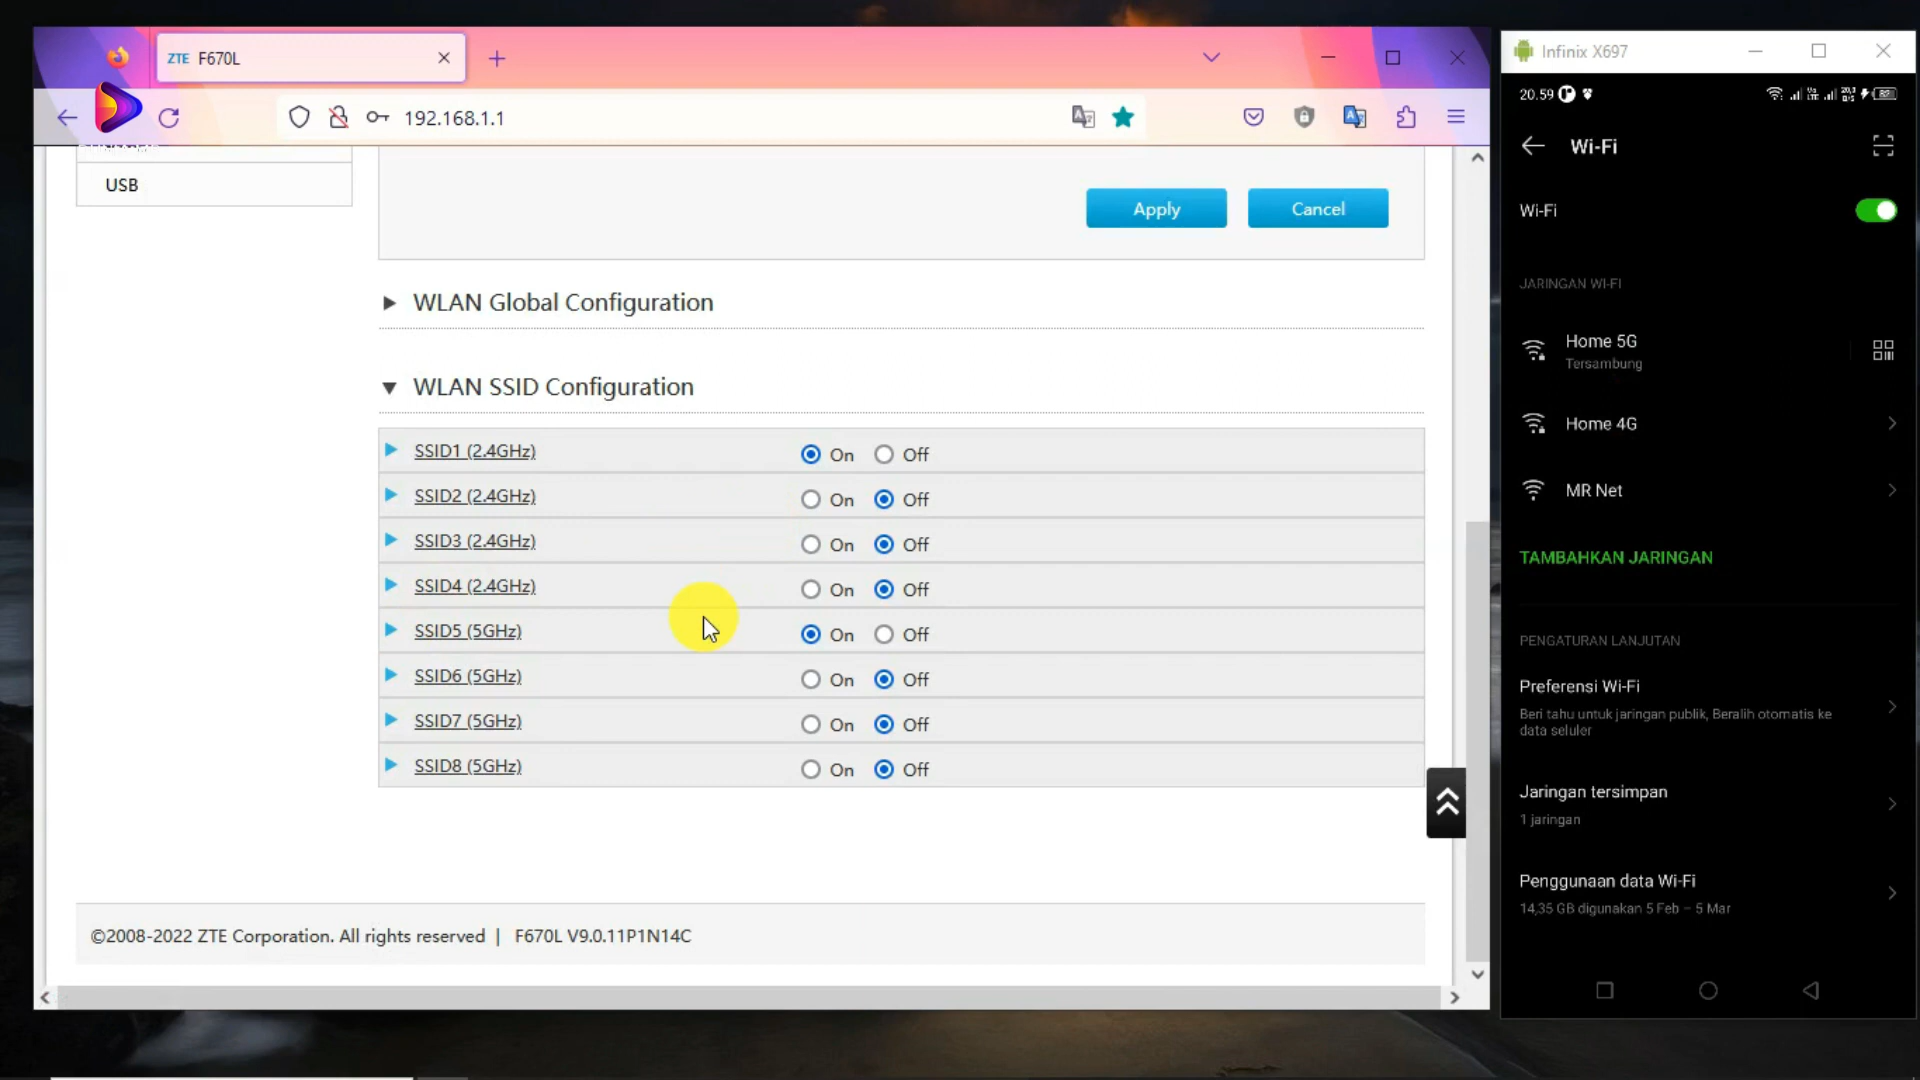 ZTE F670L
192.168.1.1
USB
Apply
Cancel
WLAN Global Configuration
WLAN SSID Configuration
SSID1 (2.4GHz) On Off
SSID2 (2.4GHz) On Off
SSID3 (2.4GHz) On Off
SSID4 (2.4GHz) On Off
SSID5 (5GHz) On Off
SSID6 (5GHz) On Off
SSID7 (5GHz) On Off
SSID8 (5GHz) On Off
©2008-2022 ZTE Corporation. All rights reserved | F670L V9.0.11P1N14C
Infinix X697
20.59
Wi-Fi
Wi-Fi
JARINGAN WI-FI
Home 5G
Tersambung
Home 4G
MR Net
TAMBAHKAN JARINGAN
PENGATURAN LANJUTAN
Preferensi Wi-Fi
Beri tahu untuk jaringan publik, Beralih otomatis ke
data seluler
Jaringan tersimpan
1 jaringan
Penggunaan data Wi-Fi
14,35 GB digunakan 5 Feb – 5 Mar